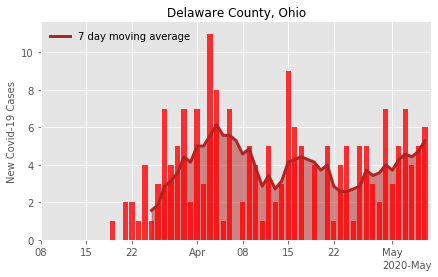 Delaware County, Ohio
7 day moving average
New Covid-19 Cases
10
8
6
4
2
0
08 15 22 Apr 08 15 22 May
2020-May